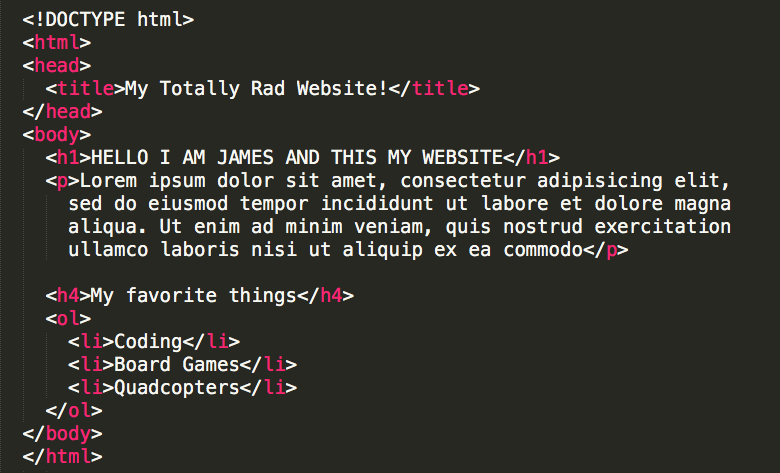 <!DOCTYPE html>
<html>
<head>
<title>My Totally Rad Website!</title>
</head>
<body>
<h1>HELLO I AM JAMES AND THIS MY WEBSITE</h1>
<p>Lorem ipsum dolor sit amet, consectetur adipisicing elit,
sed do eiusmod tempor incididunt ut labore et dolore magna
aliqua. Ut enim ad minim veniam, quis nostrud exercitation
ullamco laboris nisi ut aliquip ex ea commodo</p>
<h4>My favorite things</h4>
<ol>
<li>Coding</li>
<li>Board Games</li>
<li>Quadcopters</li>
</ol>
</body>
</html>